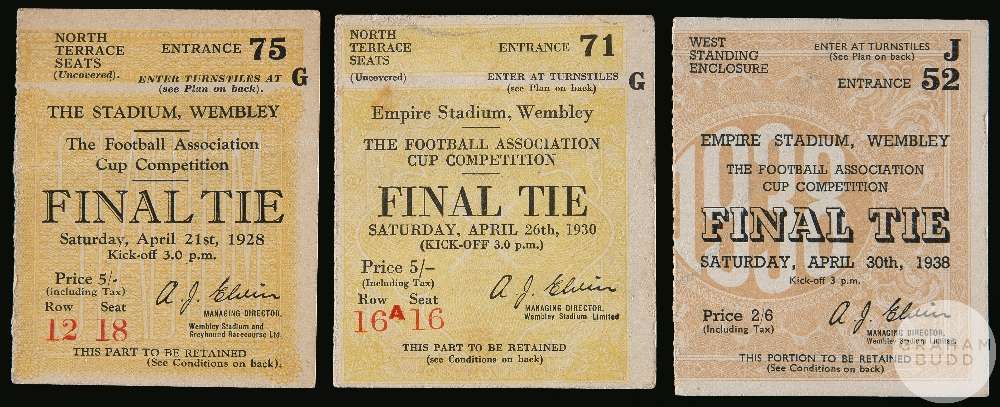 NORTH
TERRACE
SEATS
(Uncovered).
ENTRANCE 75
ENTER TURNSTILES AT G
(see Plan on back).
THE STADIUM, WEMBLEY
The Football Association
Cup Competition
FINAL TIE
Saturday, April 21st, 1928
Kick-off 3.0 p.m.
Price 5/-
(including Tax)
Row Seat
12 18
A. J. Elvin
MANAGING DIRECTOR.
Wembley Stadium and
Greyhound Racecourse Ltd.
THIS PART TO BE RETAINED
(See Conditions on back).
NORTH
TERRACE
SEATS
(Uncovered)
ENTRANCE 71
ENTER AT TURNSTILES G
(see Plan on back)
Empire Stadium, Wembley
THE FOOTBALL ASSOCIATION
CUP COMPETITION
FINAL TIE
SATURDAY, APRIL 26th, 1930
(KICK-OFF 3.0 p.m.)
Price 5/–
(Including Tax)
Row Seat
16 A 16
A. J. Elvin
MANAGING DIRECTOR,
Wembley Stadium Limited
THIS PART TO BE RETAINED
(see Conditions on back)
WEST
STANDING
ENCLOSURE
ENTER AT TURNSTILES J
(See Plan on back)
ENTRANCE 52
CUP
1938
EMPIRE STADIUM, WEMBLEY
THE FOOTBALL ASSOCIATION
CUP COMPETITION
FINAL TIE
SATURDAY, APRIL 30th, 1938
Kick-off 3 p.m.
Price 2/6
(Including Tax)
A. J. Elvin
MANAGING DIRECTOR,
Wembley Stadium Limited
THIS PORTION TO BE RETAINED
(See Conditions on back)
BUDD